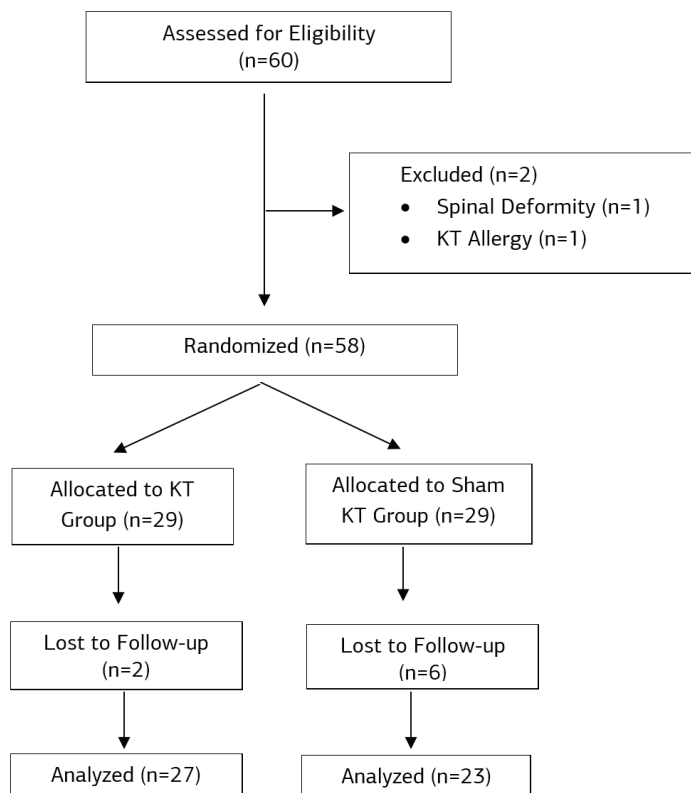 Assessed for Eligibility
(n=60)
Excluded (n=2)
• Spinal Deformity (n=1)
• KT Allergy (n=1)
Randomized (n=58)
Allocated to KT
Group (n=29)
Allocated to Sham
KT Group (n=29)
Lost to Follow-up
(n=2)
Lost to Follow-up
(n=6)
Analyzed (n=27)
Analyzed (n=23)